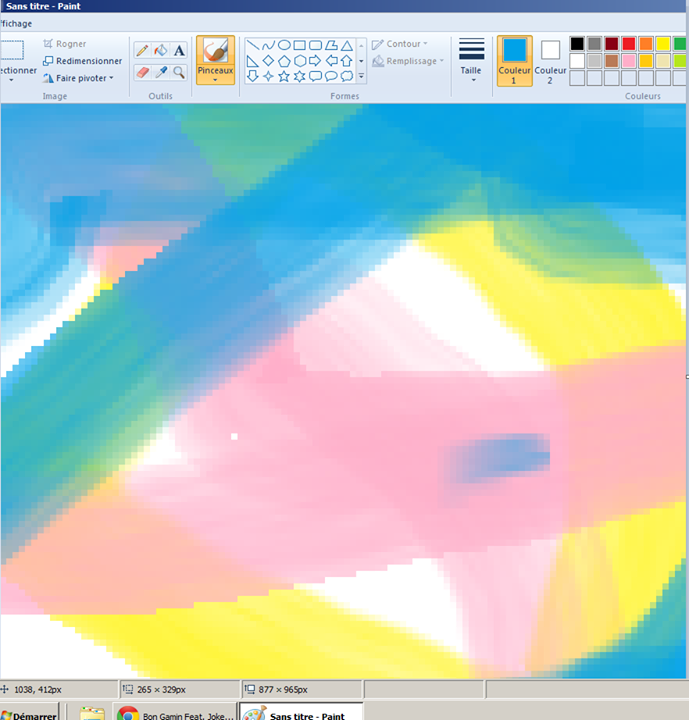 Sans titre - Paint
ffichage
Rogner
ectionner
Redimensionner
Faire pivoter
Image
A
Outils
Pinceaux
Contour
Remplissage
Formes
Taille
Couleur
1
Couleur
2
Couleurs
1038, 412px
265 × 329px
877 × 965px
Démarrer
Bon Gamin Feat. Joke...
Sans titre - Paint